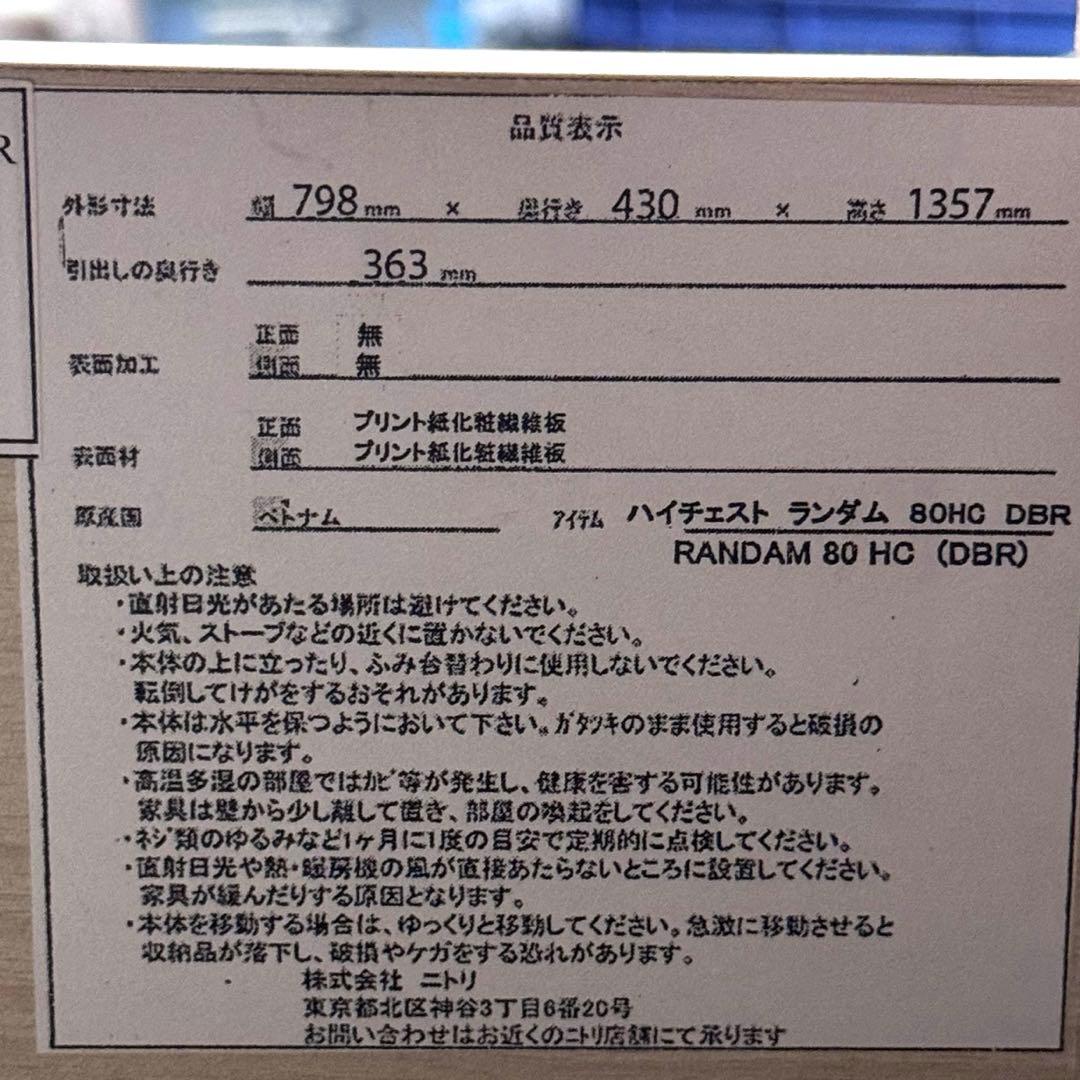 R
品質表示
外形寸法 幅 798mm × 奥行き 430 mm × 高さ 1357mm
引出しの奥行き 363 mm
正面 無
表面加工 側面 無
正面 プリント紙化粧繊維板
表面材 側面 プリント紙化粧繊維板
原産国 ベトナム アイテム ハイチェスト ランダム 80HC DBR
RANDAM 80 HC (DBR)
取扱い上の注意
・直射日光があたる場所は避けてください。
・火気、ストーブなどの近くに置かないでください。
・本体の上に立ったり、ふみ台替わりに使用しないでください。
転倒してけがをするおそれがあります。
・本体は水平を保つようにおいて下さい。ガタツキのまま使用すると破損の
原因になります。
・高温多湿の部屋ではカビ等が発生し、健康を害する可能性があります。
家具は壁から少し離して置き、部屋の喚起をしてください。
・ネジ類のゆるみなど1ヶ月に1度の目安で定期的に点検してください。
・直射日光や熱・暖房機の風が直接あたらないところに設置してください。
家具が緩んだりする原因となります。
・本体を移動する場合は、ゆっくりと移動してください。急激に移動させると
収納品が落下し、破損やケガをする恐れがあります。
株式会社 ニトリ
東京都北区神谷3丁目6番20号
お問い合わせはお近くのニトリ店舗にて承ります